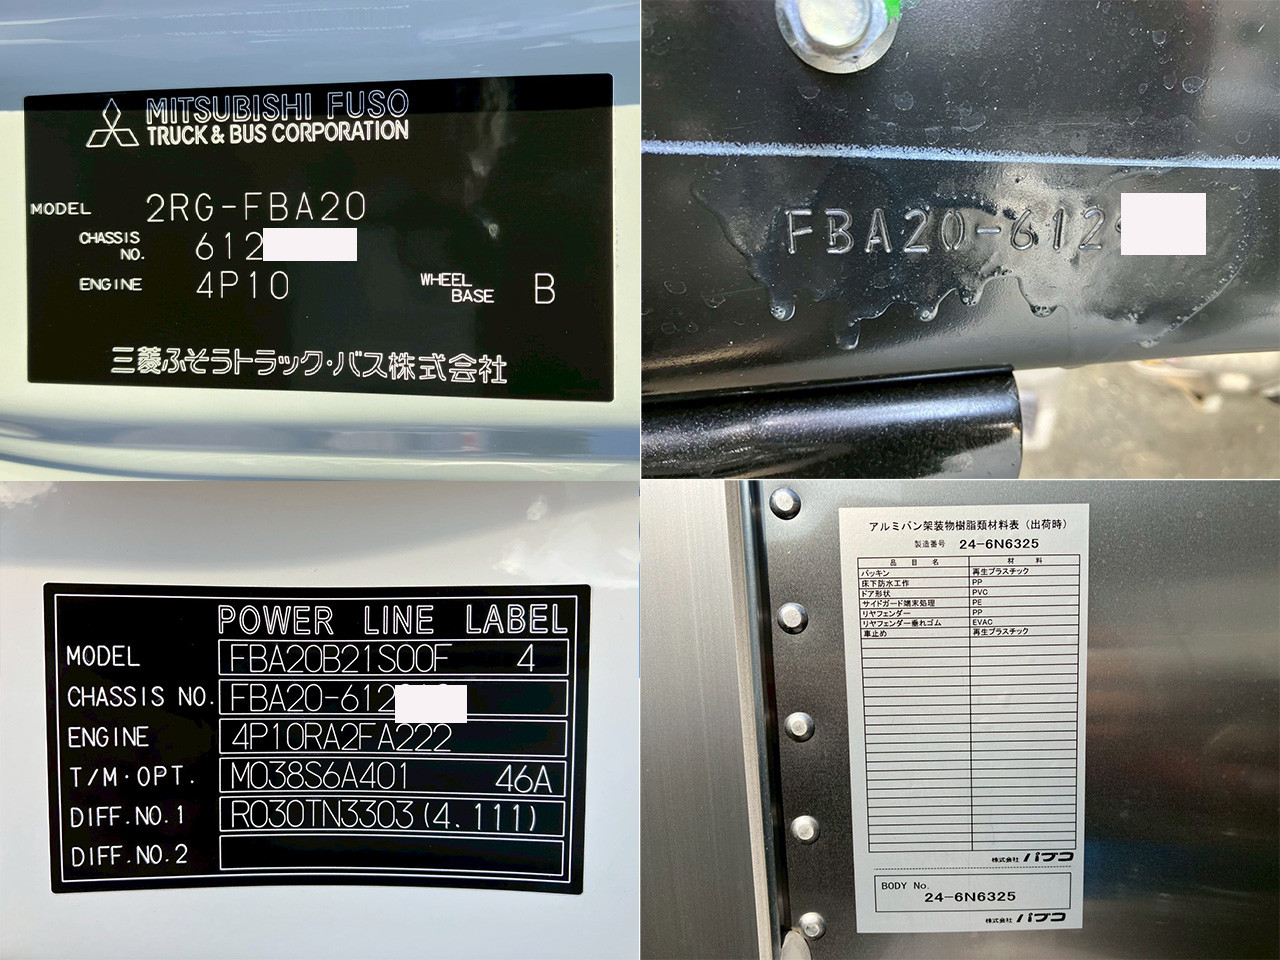 MITSUBISHI FUSO
TRUCK & BUS CORPORATION
MODEL 2RG-FBA20
CHASSIS NO. 612
ENGINE 4P10 WHEEL BASE B
三菱ふそうトラック・バス株式会社
FBA20-612
POWER LINE LABEL
MODEL FBA20B21S00F 4
CHASSIS NO. FBA20-612
ENGINE 4P10RA2FA222
T/M・OPT. M038S6A401 46A
DIFF.NO.1 R030TN3303(4.111)
DIFF.NO.2
アルミバン架装物樹脂類材料表（出荷時）
製造番号 24-6N6325
品目名 材料
パッキン 再生プラスチック
床下防水工作 PP
ドア形状 PVC
サイドガード端末処理 PE
リヤフェンダー PP
リヤフェンダー垂れゴム EVAC
車止め 再生プラスチック
株式会社 パブコ
BODY No.
24-6N6325
株式会社 パブコ